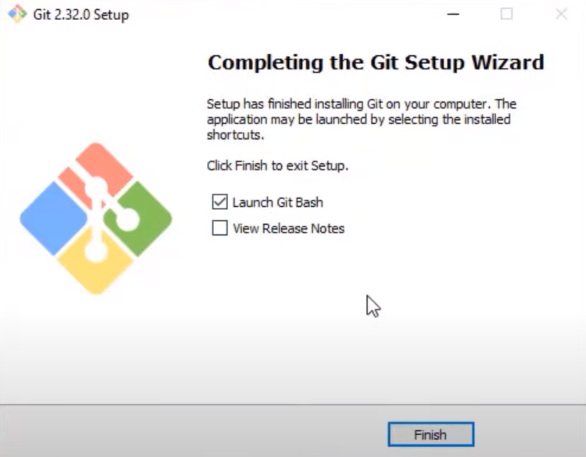 Git 2.32.0 Setup
Completing the Git Setup Wizard
Setup has finished installing Git on your computer. The
application may be launched by selecting the installed
shortcuts.
Click Finish to exit Setup.
Launch Git Bash
View Release Notes
Finish